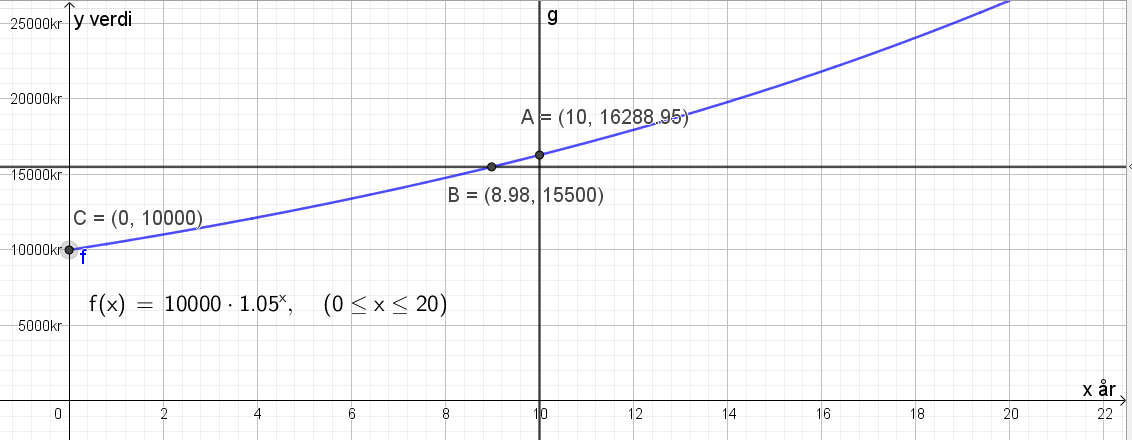 25000kr
y verdi
g
20000kr
A = (10, 16288.95)
15000kr
B = (8.98, 15500)
C = (0, 10000)
10000kr
f
f(x) = 10000 · 1.05ˣ, (0 ≤ x ≤ 20)
5000kr
x år
0 2 4 6 8 10 12 14 16 18 20 22